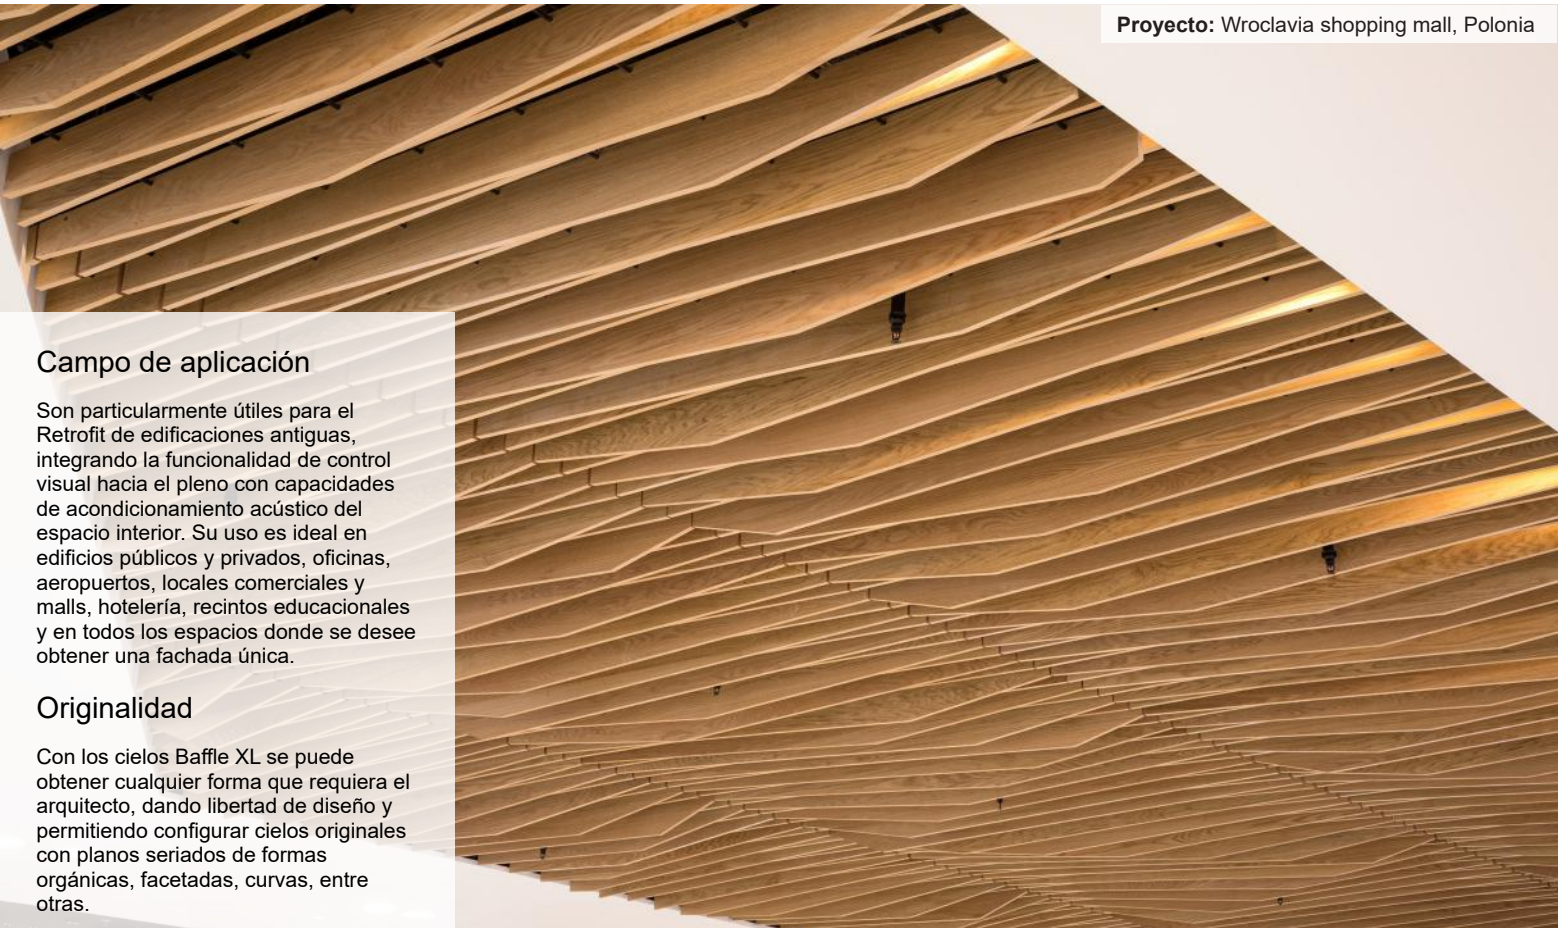 Proyecto: Wroclavia shopping mall, Polonia
Campo de aplicación
Son particularmente útiles para el
Retrofit de edificaciones antiguas,
integrando la funcionalidad de control
visual hacia el pleno con capacidades
de acondicionamiento acústico del
espacio interior. Su uso es ideal en
edificios públicos y privados, oficinas,
aeropuertos, locales comerciales y
malls, hotelería, recintos educacionales
y en todos los espacios donde se desee
obtener una fachada única.
Originalidad
Con los cielos Baffle XL se puede
obtener cualquier forma que requiera el
arquitecto, dando libertad de diseño y
permitiendo configurar cielos originales
con planos seriados de formas
orgánicas, facetadas, curvas, entre
otras.